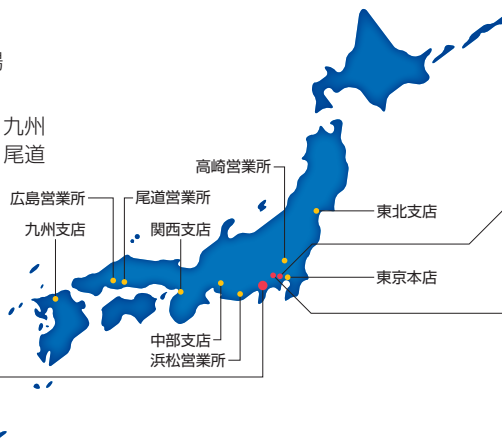 九州
尾道
高崎営業所
広島営業所
尾道営業所
九州支店
関西支店
東北支店
東京本店
中部支店
浜松営業所